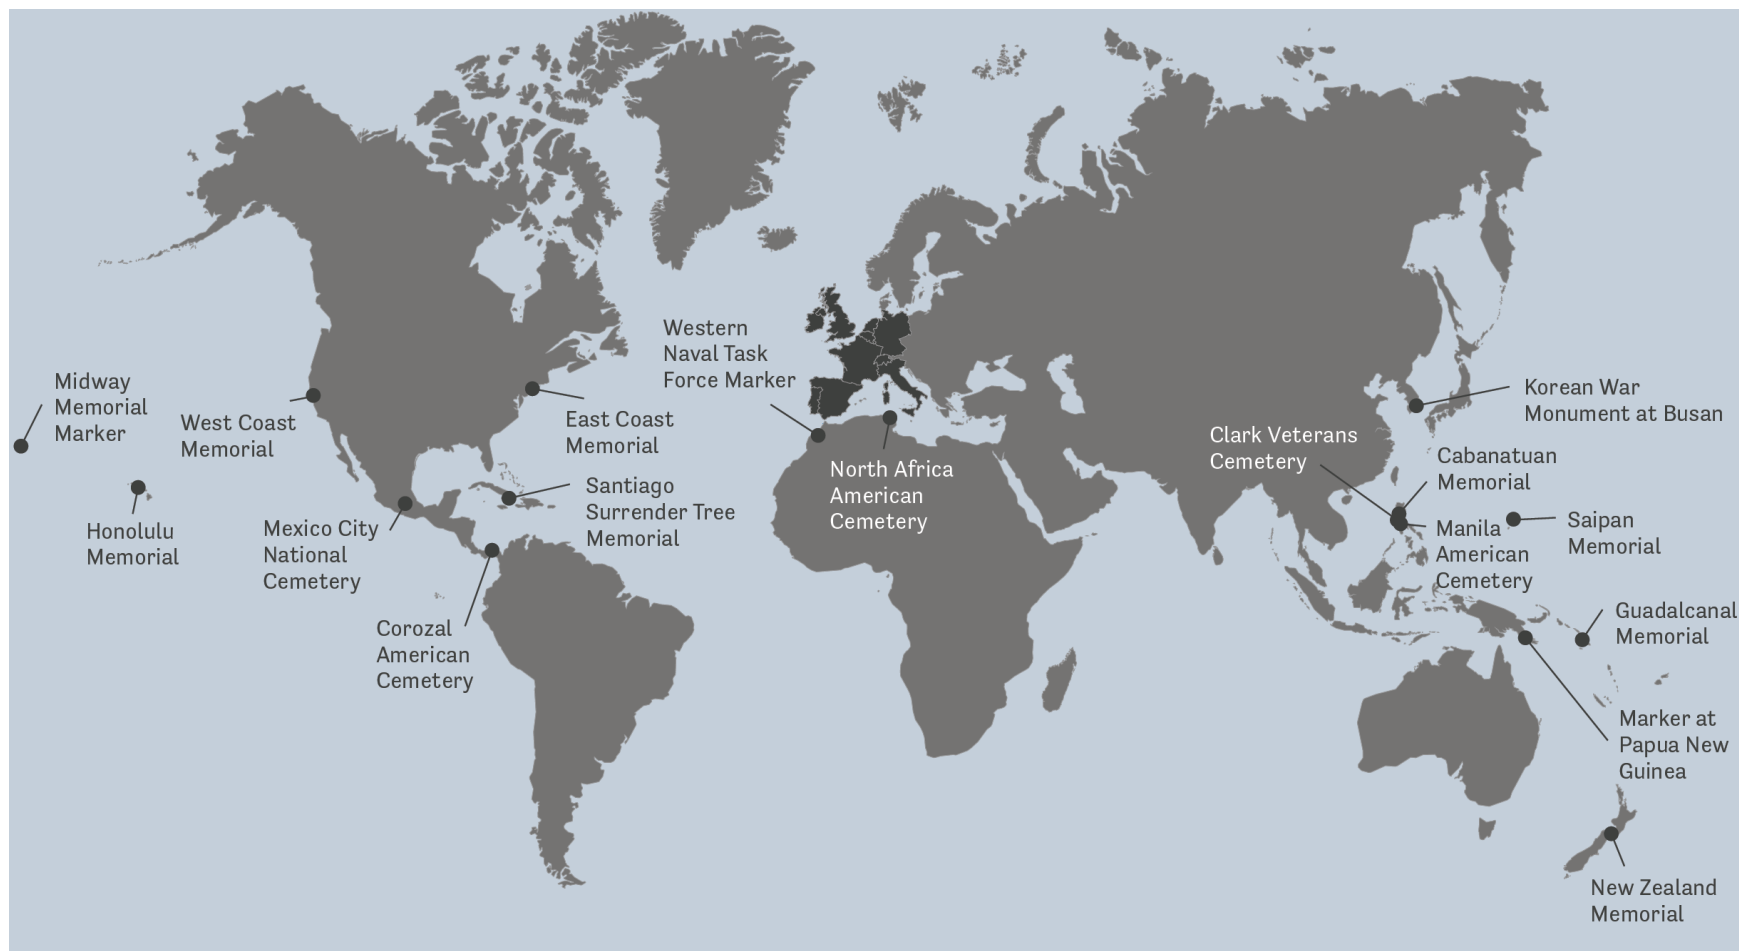 Western
Naval Task
Force Marker
Midway
Memorial
Marker
West Coast
Memorial
East Coast
Memorial
Korean War
Monument at Busan
Clark Veterans
Cemetery
Cabanatuan
Memorial
North Africa
American
Cemetery
Santiago
Surrender Tree
Memorial
Honolulu
Memorial
Mexico City
National
Cemetery
Manila
American
Cemetery
Saipan
Memorial
Corozal
American
Cemetery
Guadalcanal
Memorial
Marker at
Papua New
Guinea
New Zealand
Memorial